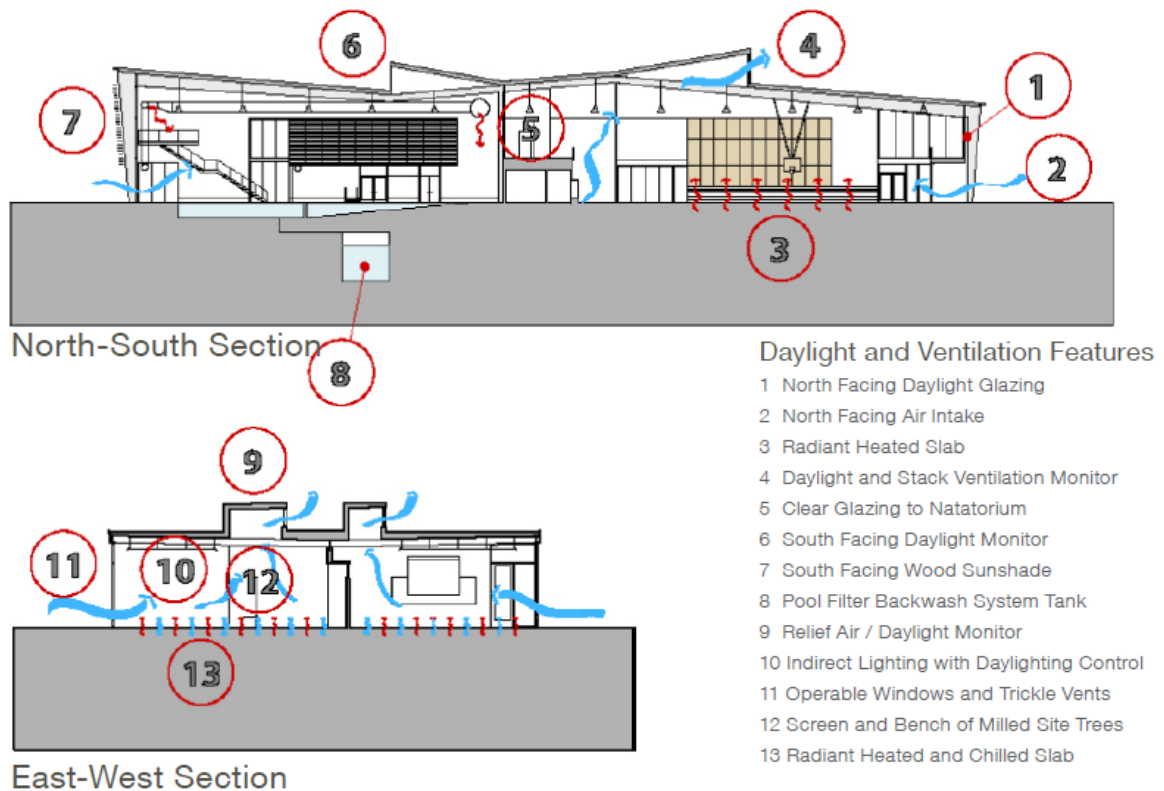 6
4
1
7
5
2
3
North-South Section
8
Daylight and Ventilation Features
1 North Facing Daylight Glazing
2 North Facing Air Intake
3 Radiant Heated Slab
4 Daylight and Stack Ventilation Monitor
5 Clear Glazing to Natatorium
6 South Facing Daylight Monitor
7 South Facing Wood Sunshade
8 Pool Filter Backwash System Tank
9 Relief Air / Daylight Monitor
10 Indirect Lighting with Daylighting Control
11 Operable Windows and Trickle Vents
12 Screen and Bench of Milled Site Trees
13 Radiant Heated and Chilled Slab
9
11
10
12
13
East-West Section